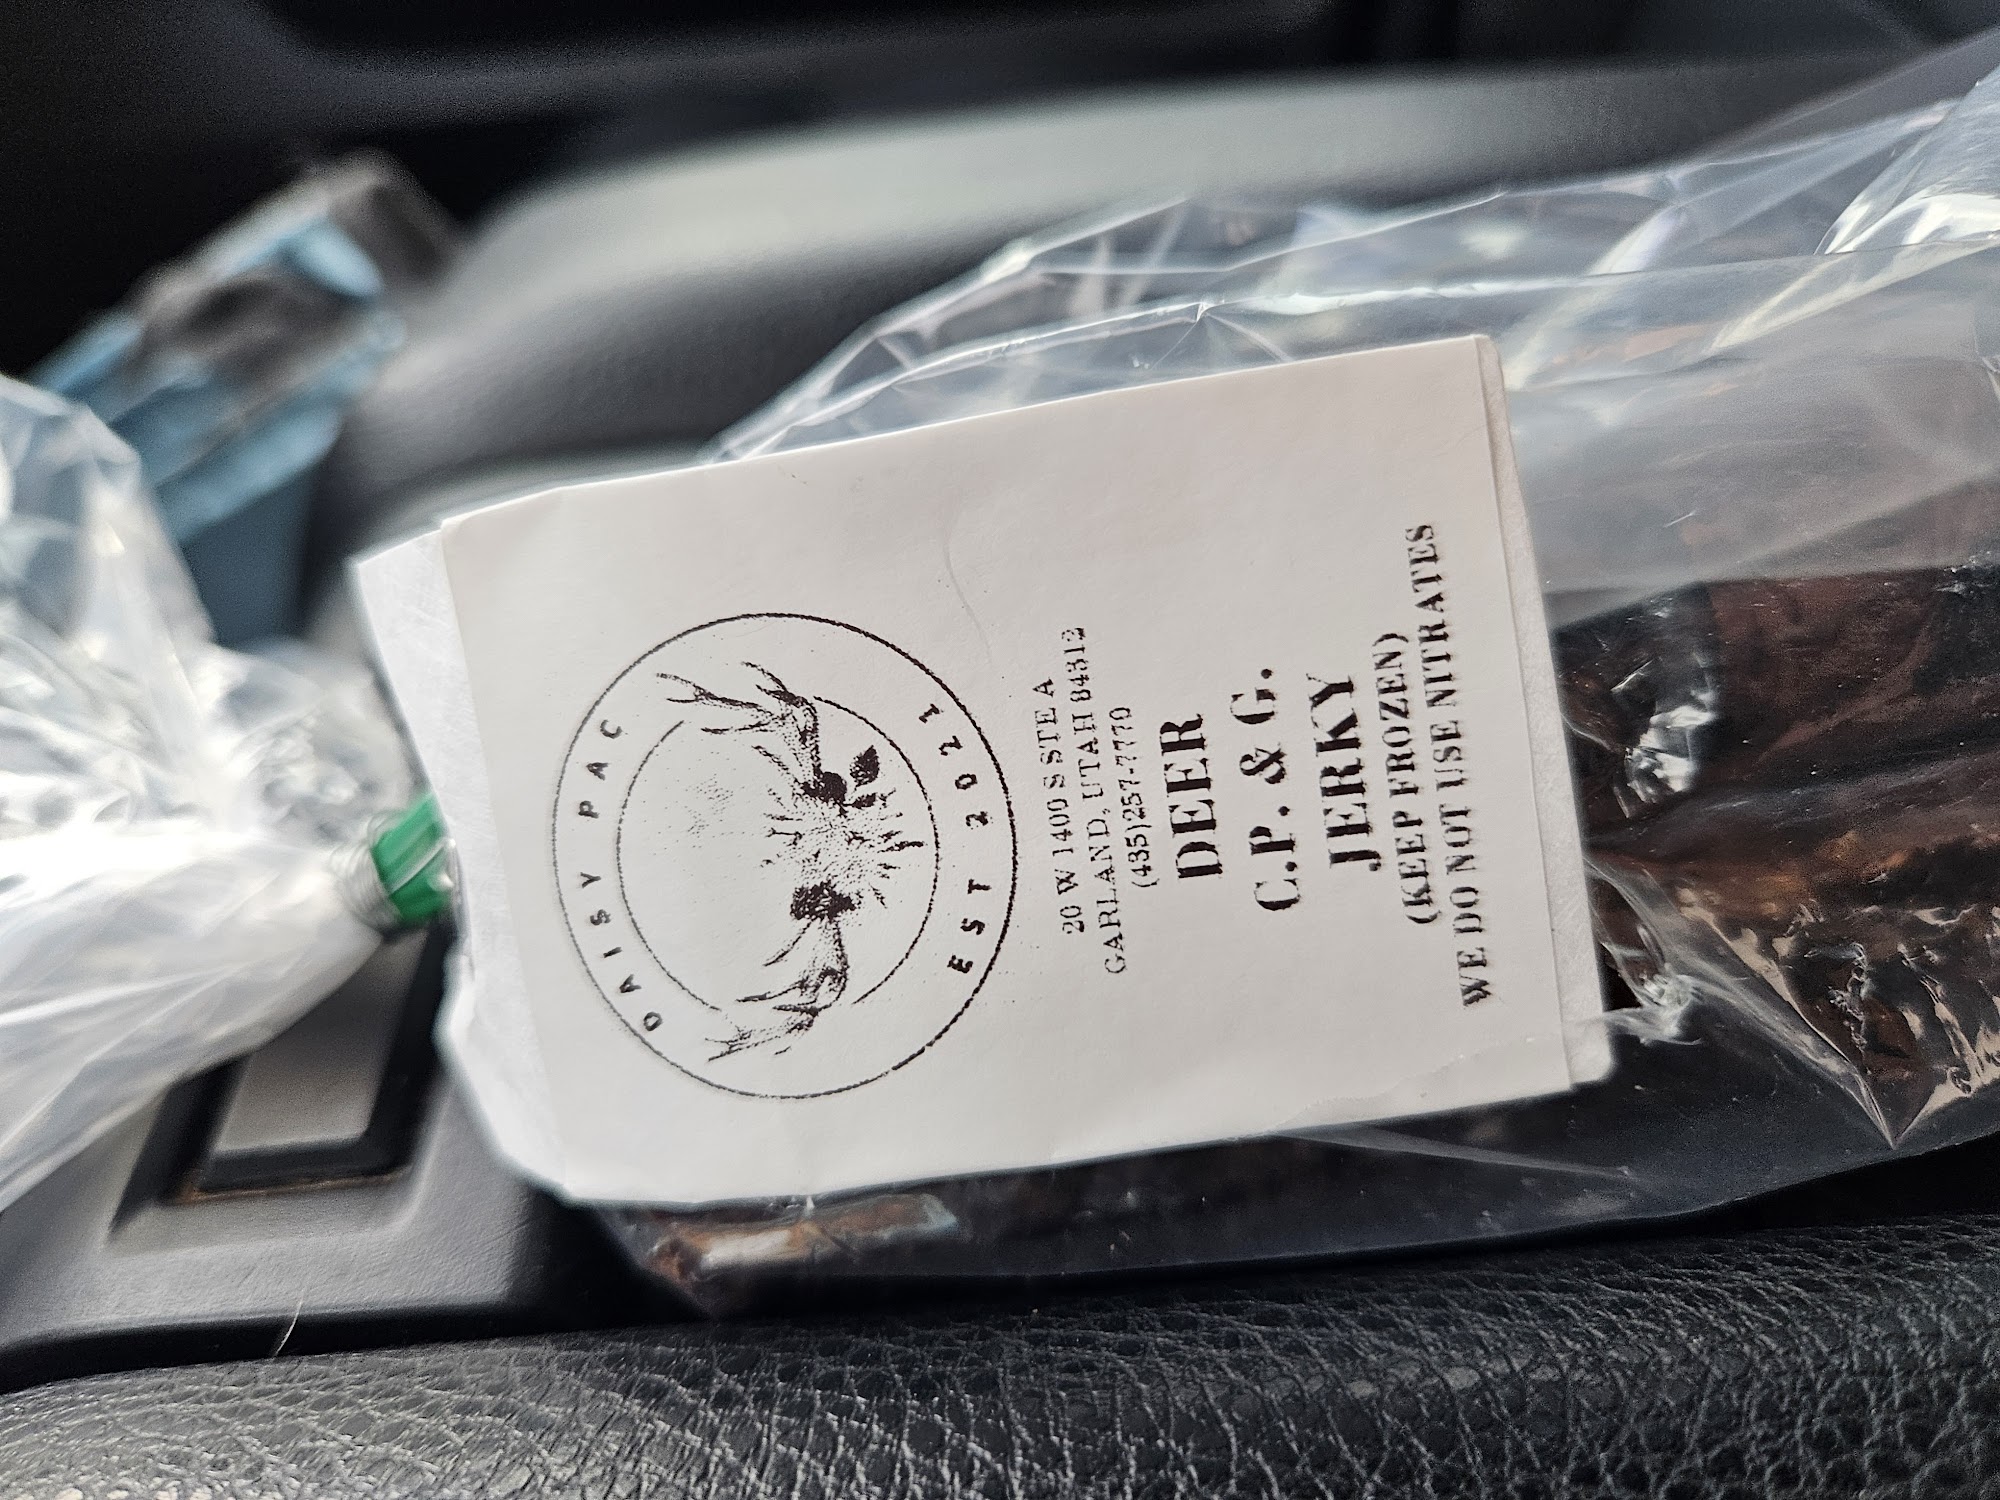 DAISY PAC
EST 2021
20 W 1400 S STE A
GARLAND, UTAH 84312
(435)257-7770
DEER
C.P. & G.
JERKY
(KEEP FROZEN)
WE DO NOT USE NITRATES